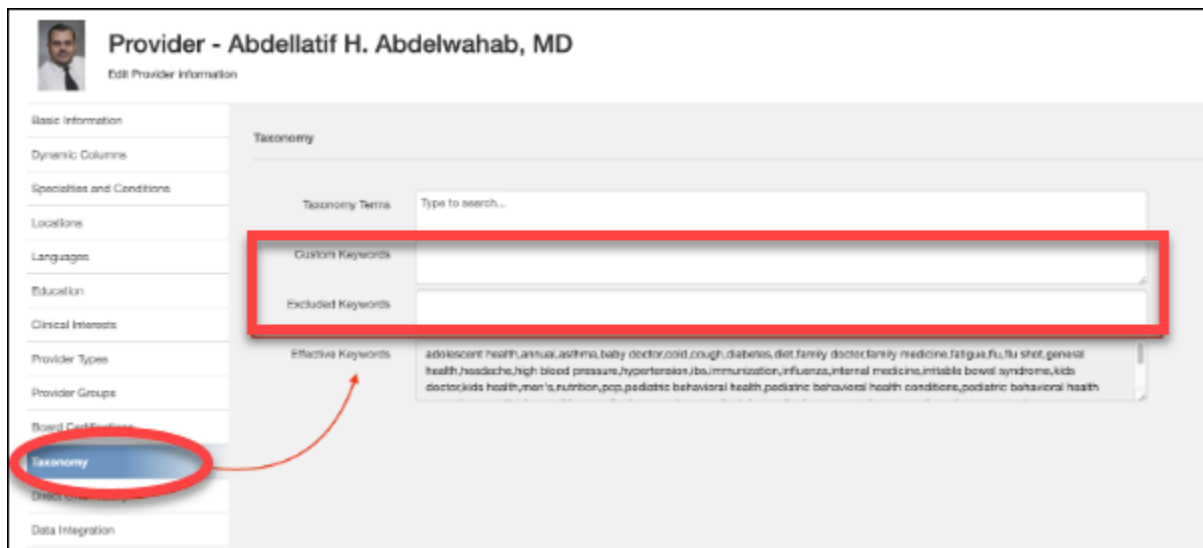 Provider - Abdellatif H. Abdelwahab, MD
Edit Provider Information
Basic Information
Dynamic Columns
Specialties and Conditions
Locations
Languages
Education
Clinical Interests
Provider Types
Provider Groups
Board Certifications
Taxonomy
Direct
Data Integration
Taxonomy
Taxonomy Terms
Type to search...
Custom Keywords
Excluded Keywords
Effective Keywords
adolescent health,annual,asthma,baby doctor,cold,cough,diabetes,diet,family doctor,family medicine,fatigue,flu,flu shot,general
health,headache,high blood pressure,hypertension,ibs,immunization,influenza,internal medicine,irritable bowel syndrome,kids
doctor,kids health,men's,nutrition,pcp,pediatric behavioral health,pediatric behavioral health conditions,pediatric behavioral health